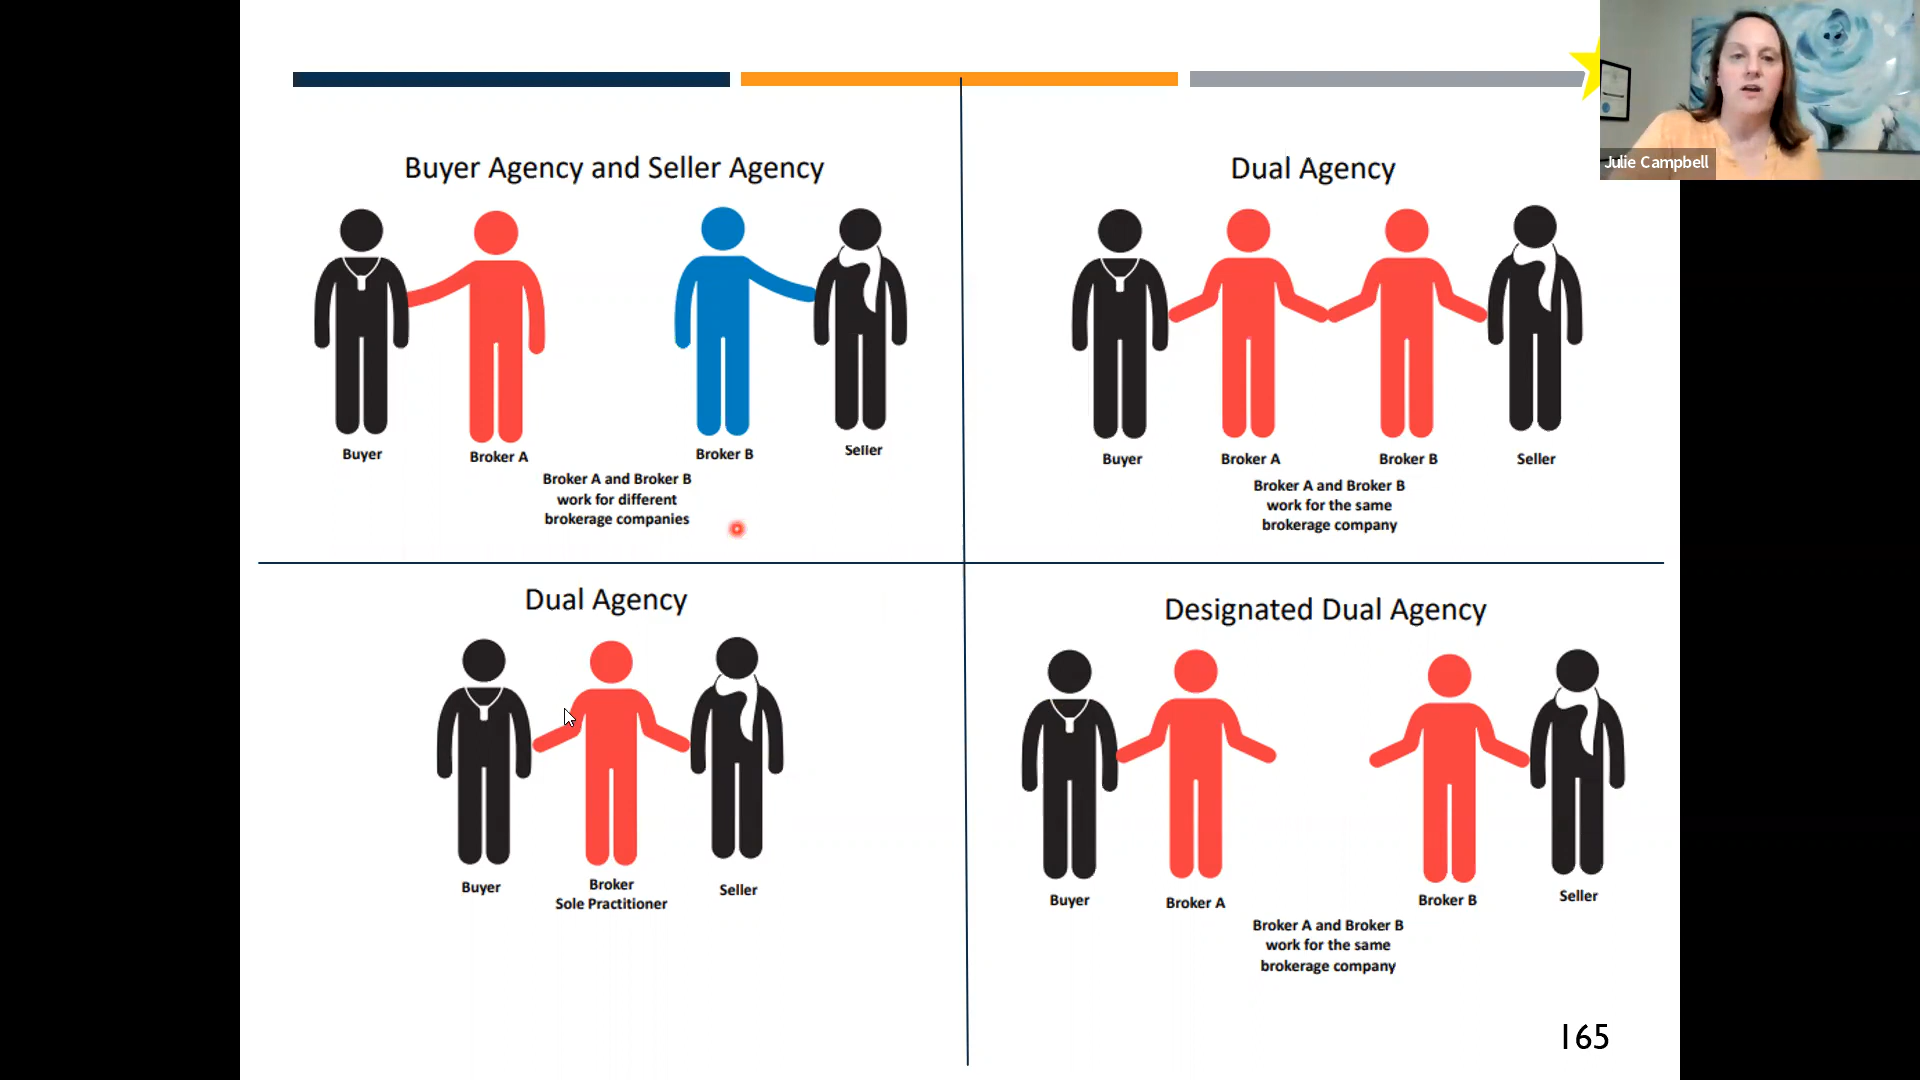 Julie Campbell
Buyer Agency and Seller Agency
Buyer
Broker A
Broker B
Seller
Broker A and Broker B
work for different
brokerage companies
Dual Agency
Buyer
Broker A
Broker B
Seller
Broker A and Broker B
work for the same
brokerage company
Dual Agency
Buyer
Broker
Sole Practitioner
Seller
Designated Dual Agency
Buyer
Broker A
Broker B
Seller
Broker A and Broker B
work for the same
brokerage company
165